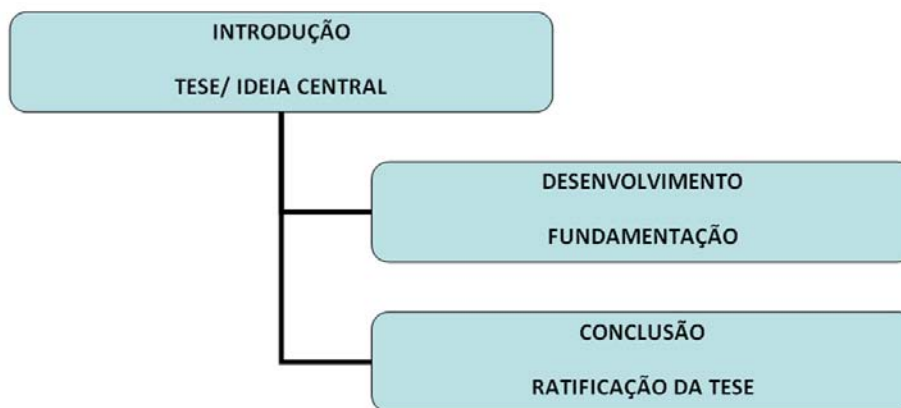 INTRODUÇÃO
TESE/ IDEIA CENTRAL
DESENVOLVIMENTO
FUNDAMENTAÇÃO
CONCLUSÃO
RATIFICAÇÃO DA TESE